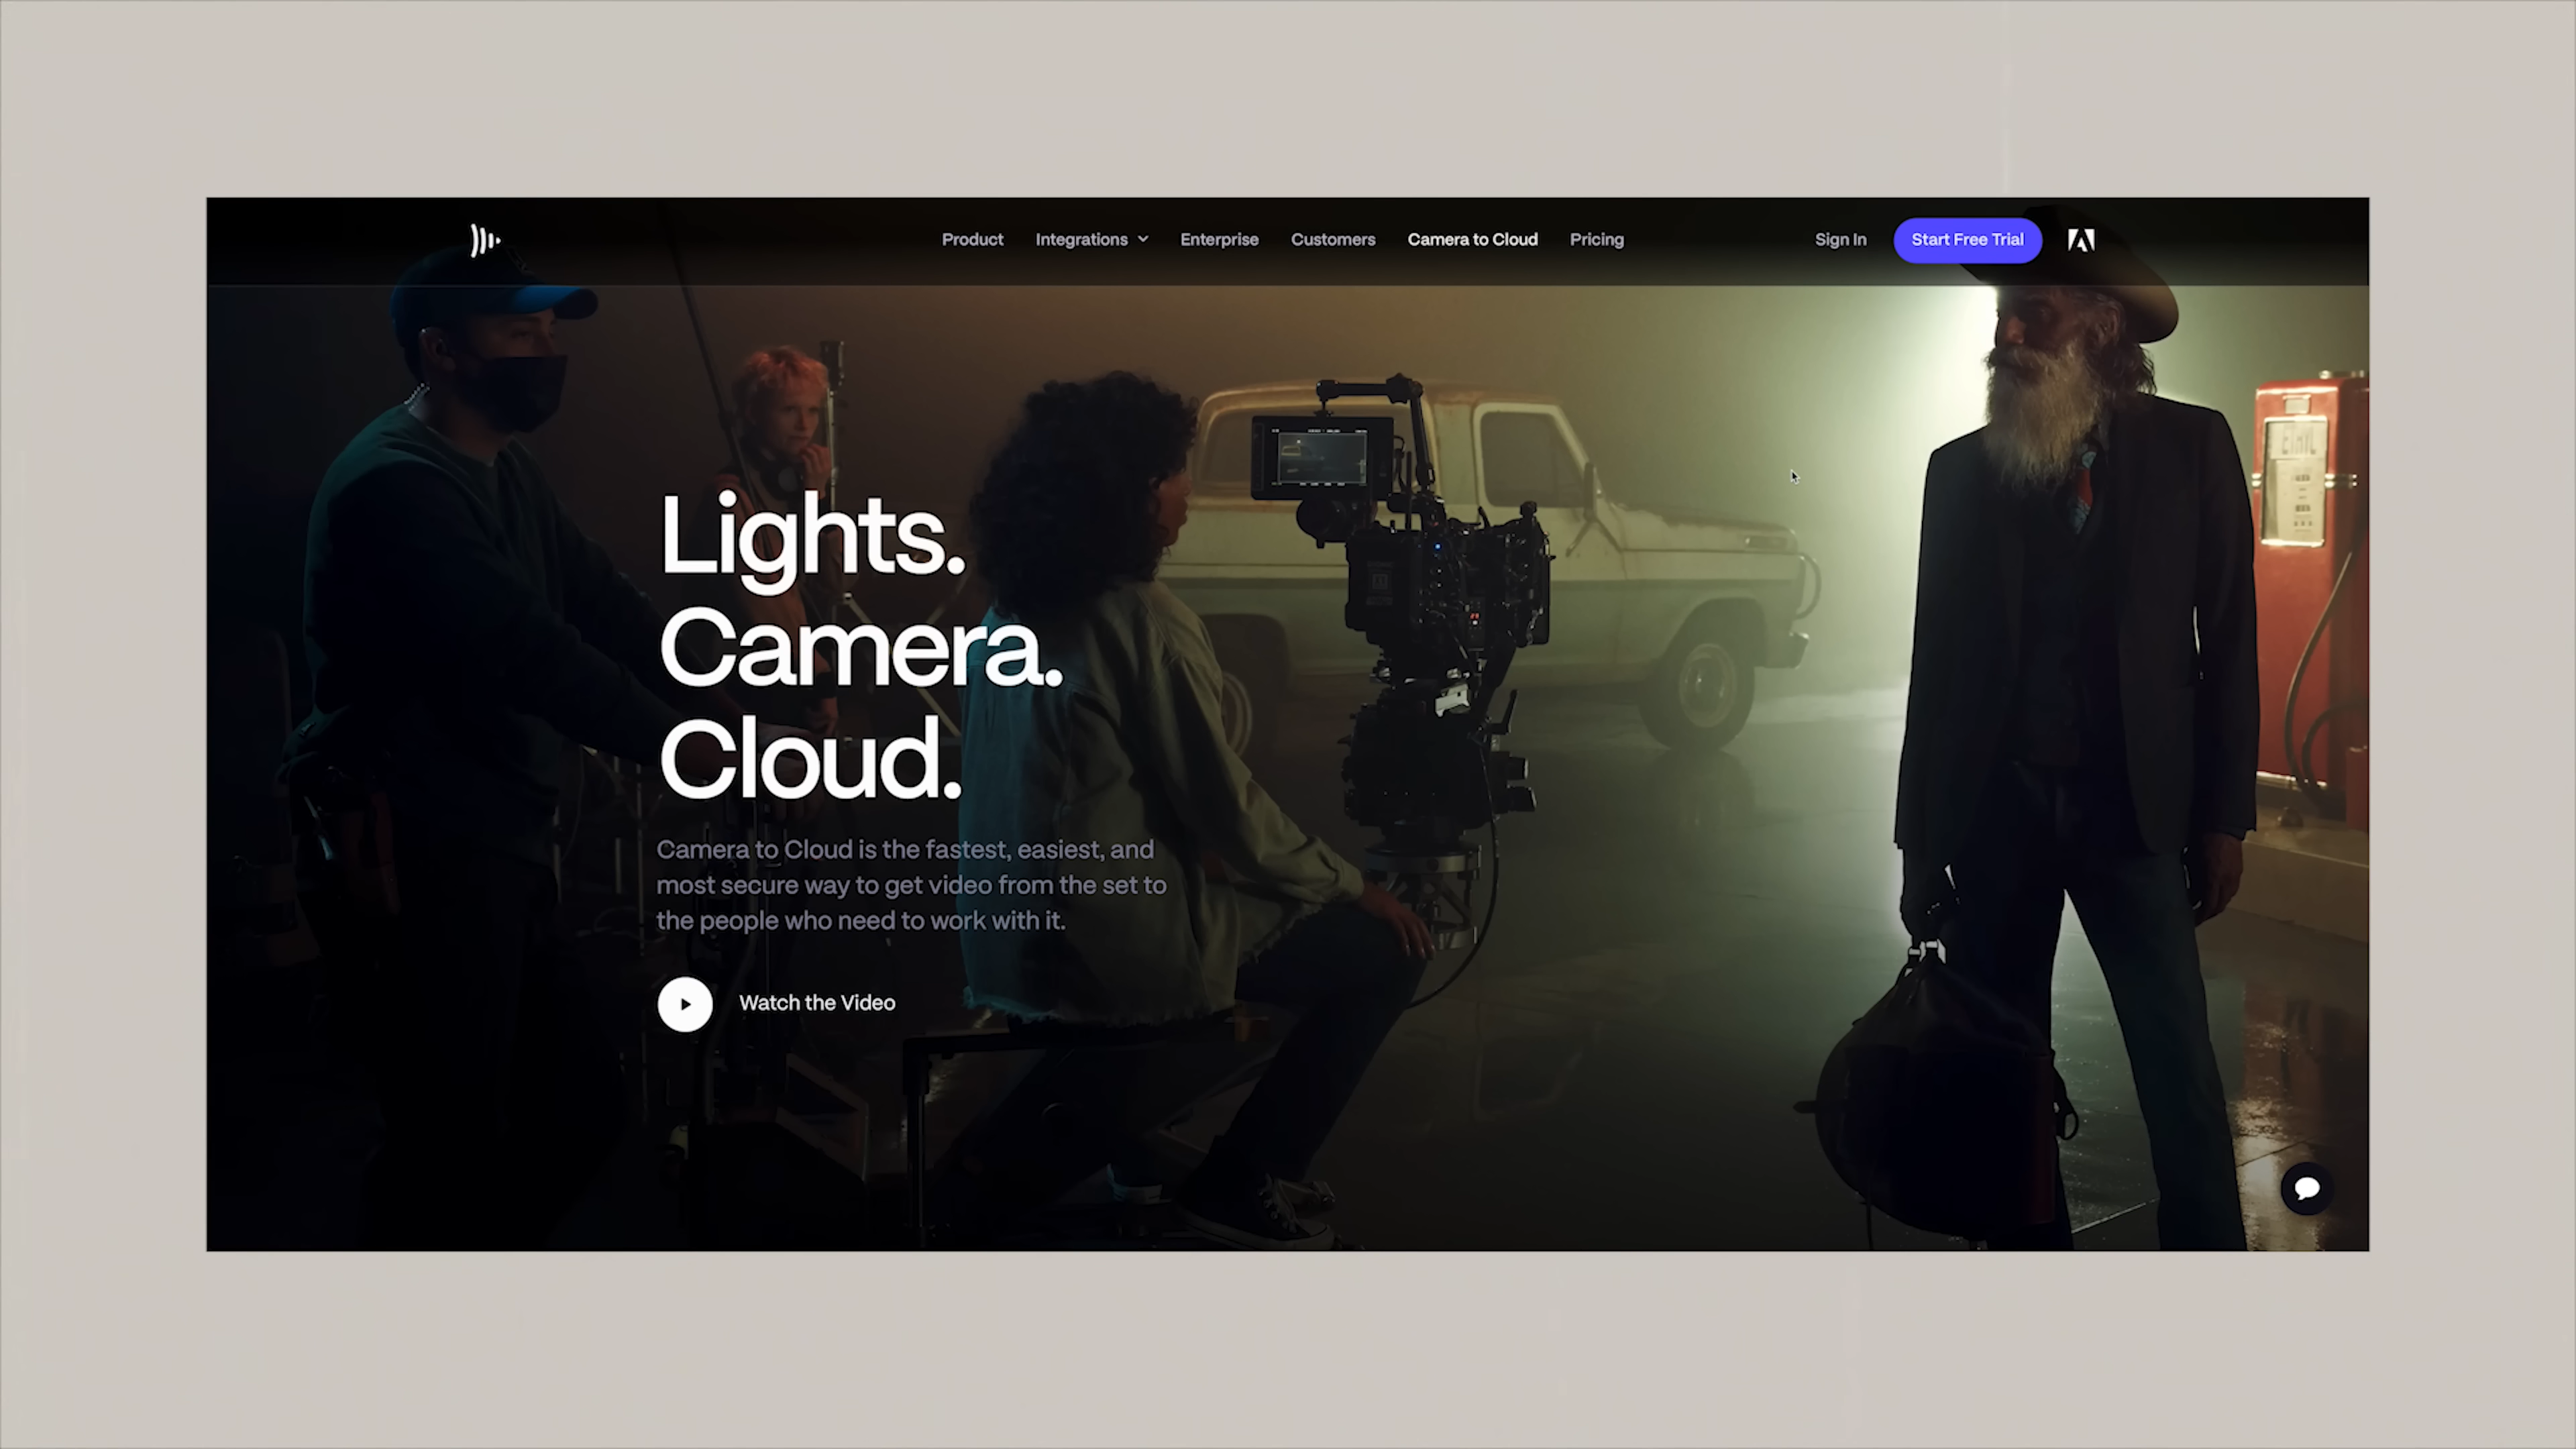 Product
Integrations
Enterprise
Customers
Camera to Cloud
Pricing
Sign In
Start Free Trial
Lights.
Camera.
Cloud.
Camera to Cloud is the fastest, easiest, and
most secure way to get video from the set to
the people who need to work with it.
Watch the Video